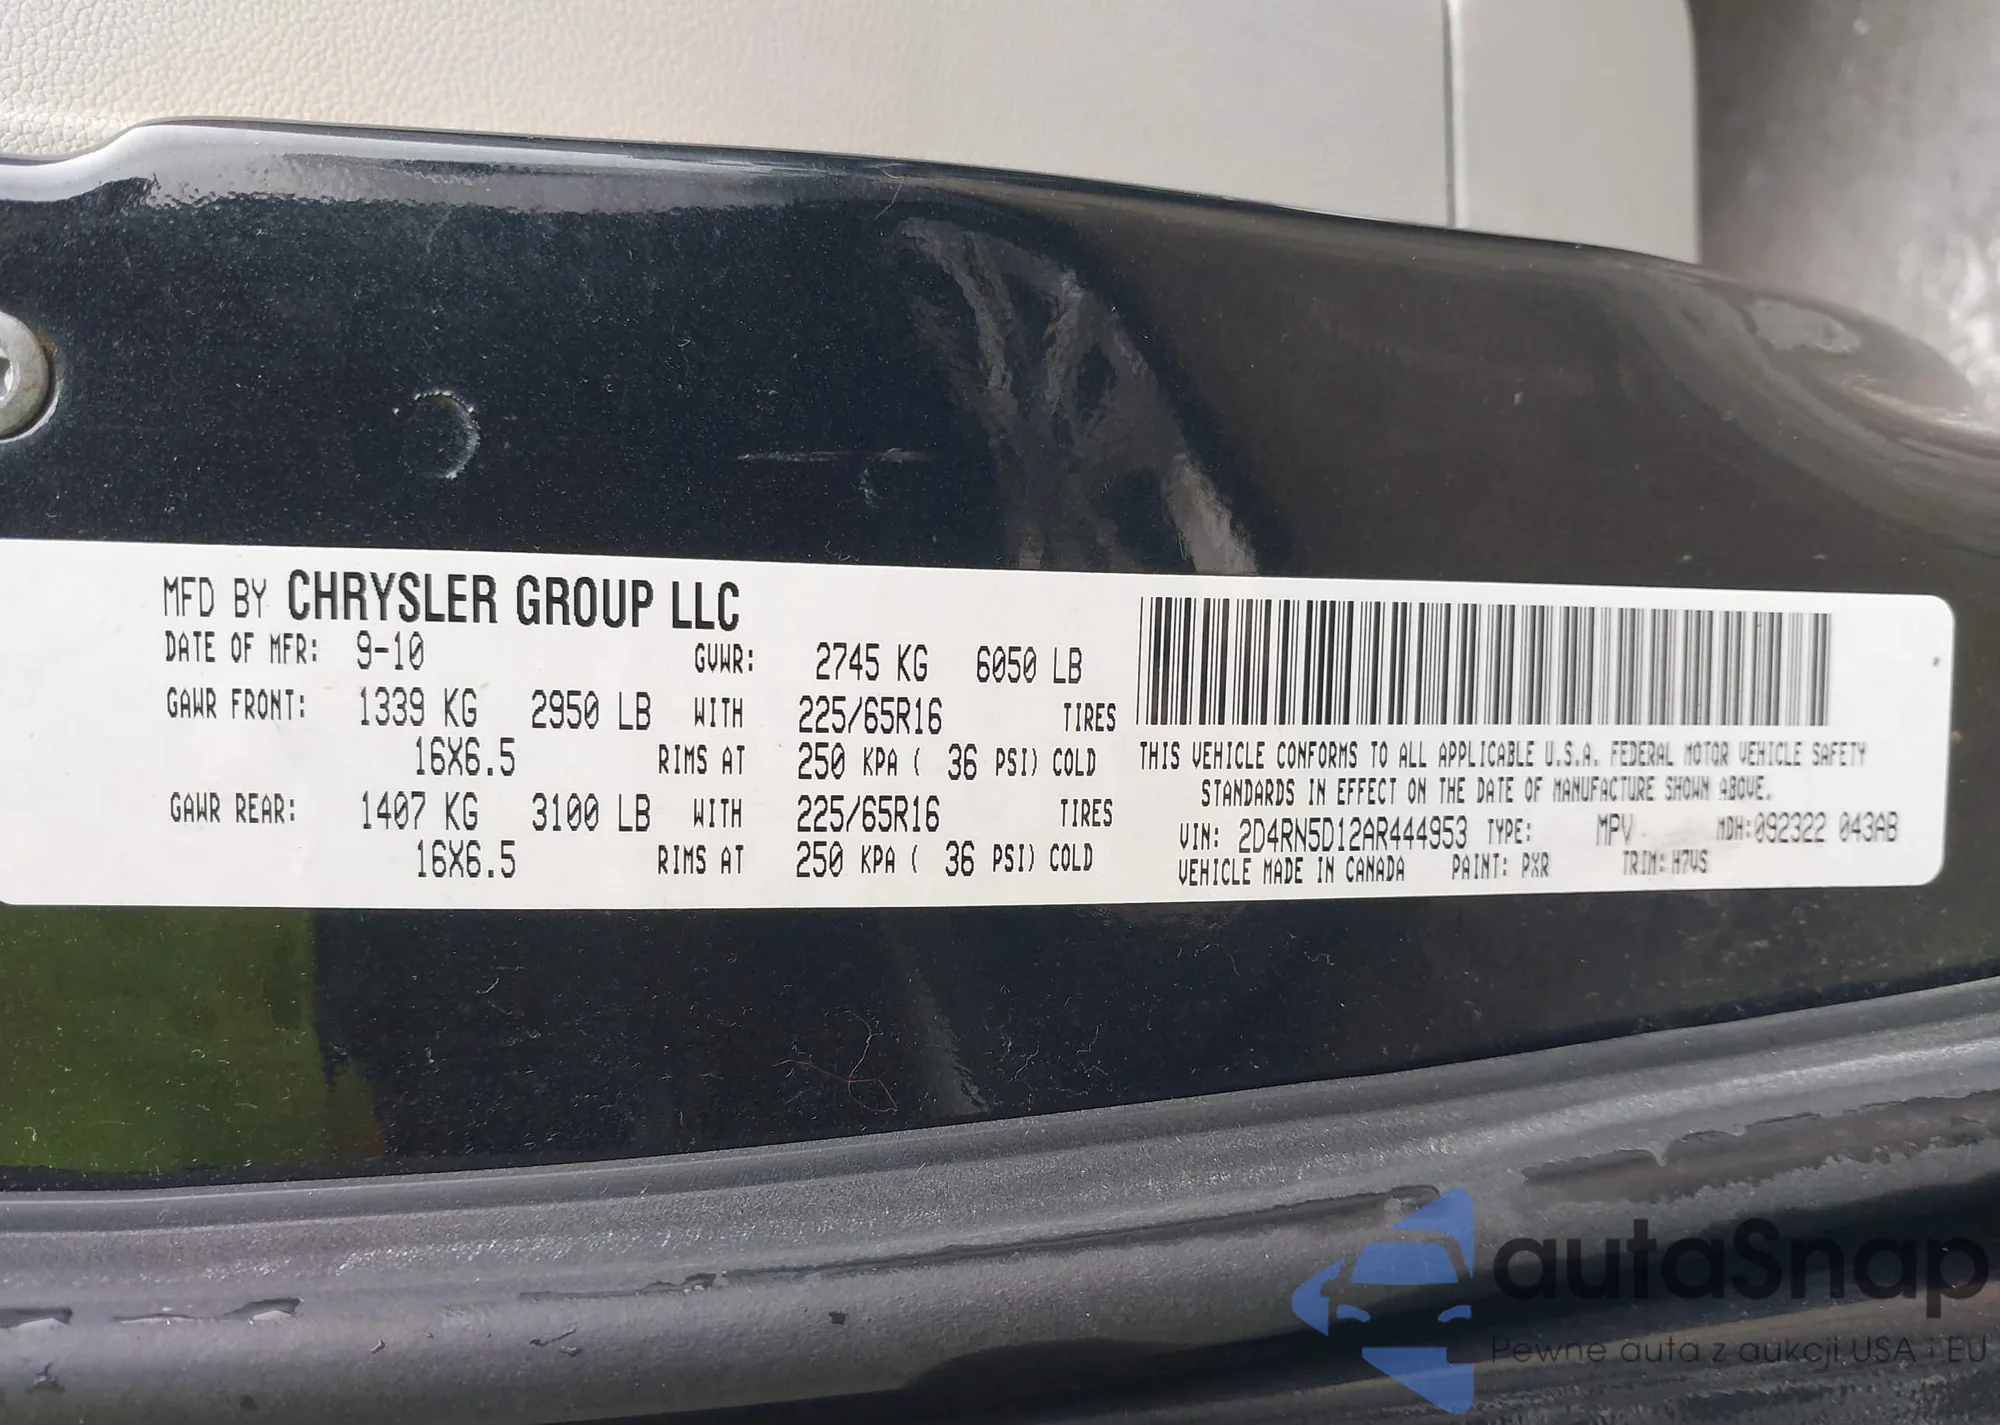 MFD BY CHRYSLER GROUP LLC
DATE OF MFR: 9-10 GVWR: 2745 KG 6050 LB
GAWR FRONT: 1339 KG 2950 LB WITH 225/65R16 TIRES
16X6.5 RIMS AT 250 KPA ( 36 PSI) COLD
GAWR REAR: 1407 KG 3100 LB WITH 225/65R16 TIRES
16X6.5 RIMS AT 250 KPA ( 36 PSI) COLD
THIS VEHICLE CONFORMS TO ALL APPLICABLE U.S.A. FEDERAL MOTOR VEHICLE SAFETY
STANDARDS IN EFFECT ON THE DATE OF MANUFACTURE SHOWN ABOVE.
VIN: 2D4RN5D12AR444953 TYPE: MPV MDH:092322 043AB
VEHICLE MADE IN CANADA PAINT: PXR TRIM: H7VS
autaSnap
Pewne auta z aukcji USA i EU